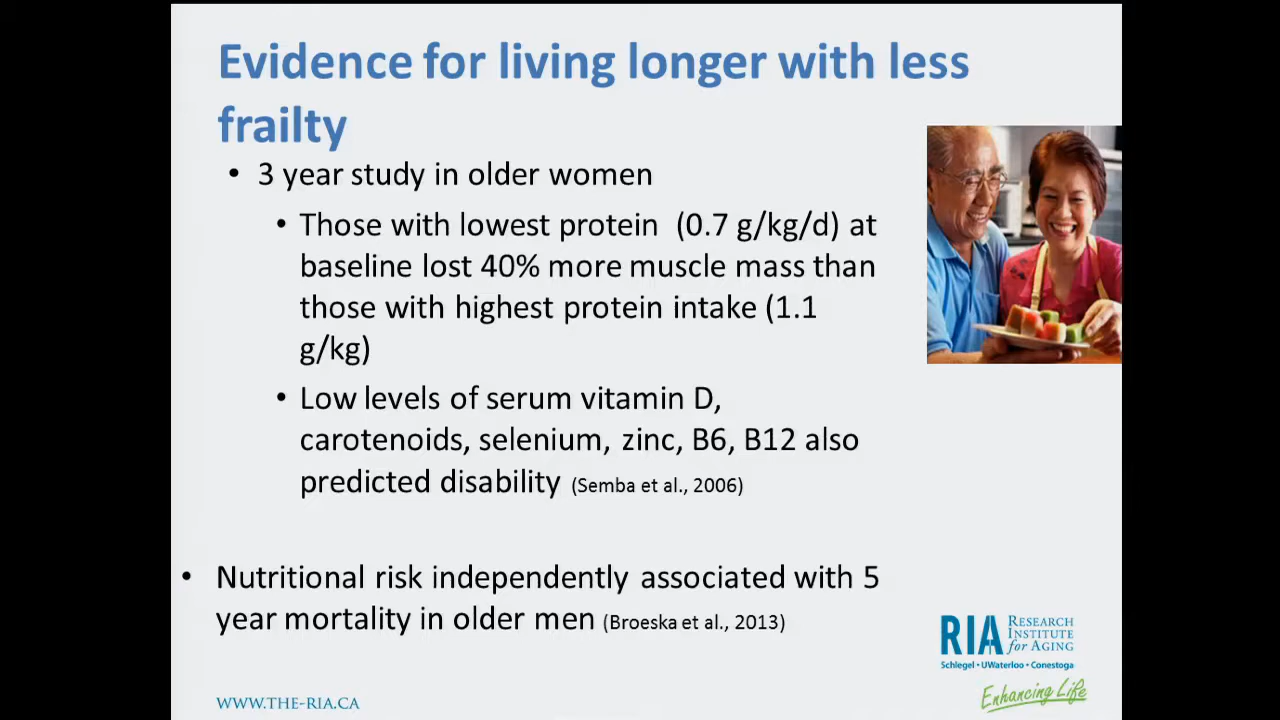 Evidence for living longer with less
frailty
• 3 year study in older women
• Those with lowest protein (0.7 g/kg/d) at
baseline lost 40% more muscle mass than
those with highest protein intake (1.1
g/kg)
• Low levels of serum vitamin D,
carotenoids, selenium, zinc, B6, B12 also
predicted disability (Semba et al., 2006)
• Nutritional risk independently associated with 5
year mortality in older men (Broeska et al., 2013)
RIA RESEARCH
INSTITUTE
for AGING
Schlegel • UWaterloo • Conestoga
Enhancing Life
WWW.THE-RIA.CA